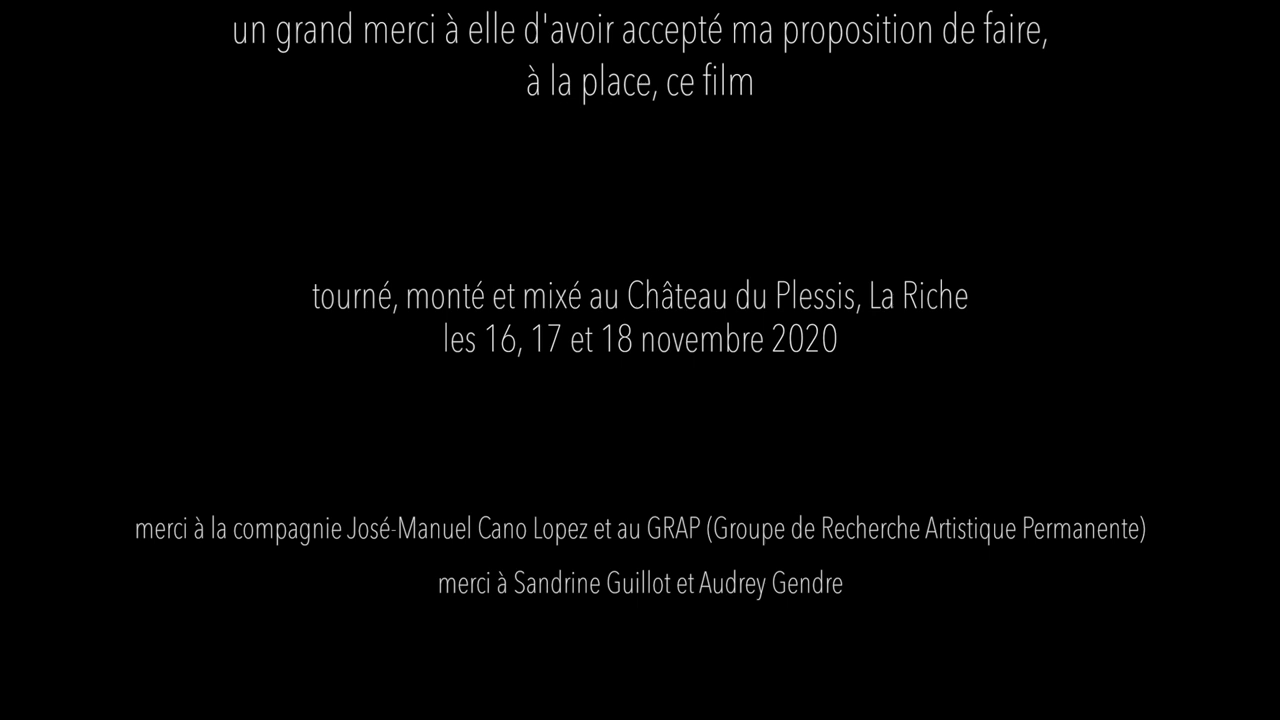 un grand merci à elle d'avoir accepté ma proposition de faire,
à la place, ce film
tourné, monté et mixé au Château du Plessis, La Riche
les 16, 17 et 18 novembre 2020
merci à la compagnie José-Manuel Cano Lopez et au GRAP (Groupe de Recherche Artistique Permanente)
merci à Sandrine Guillot et Audrey Gendre